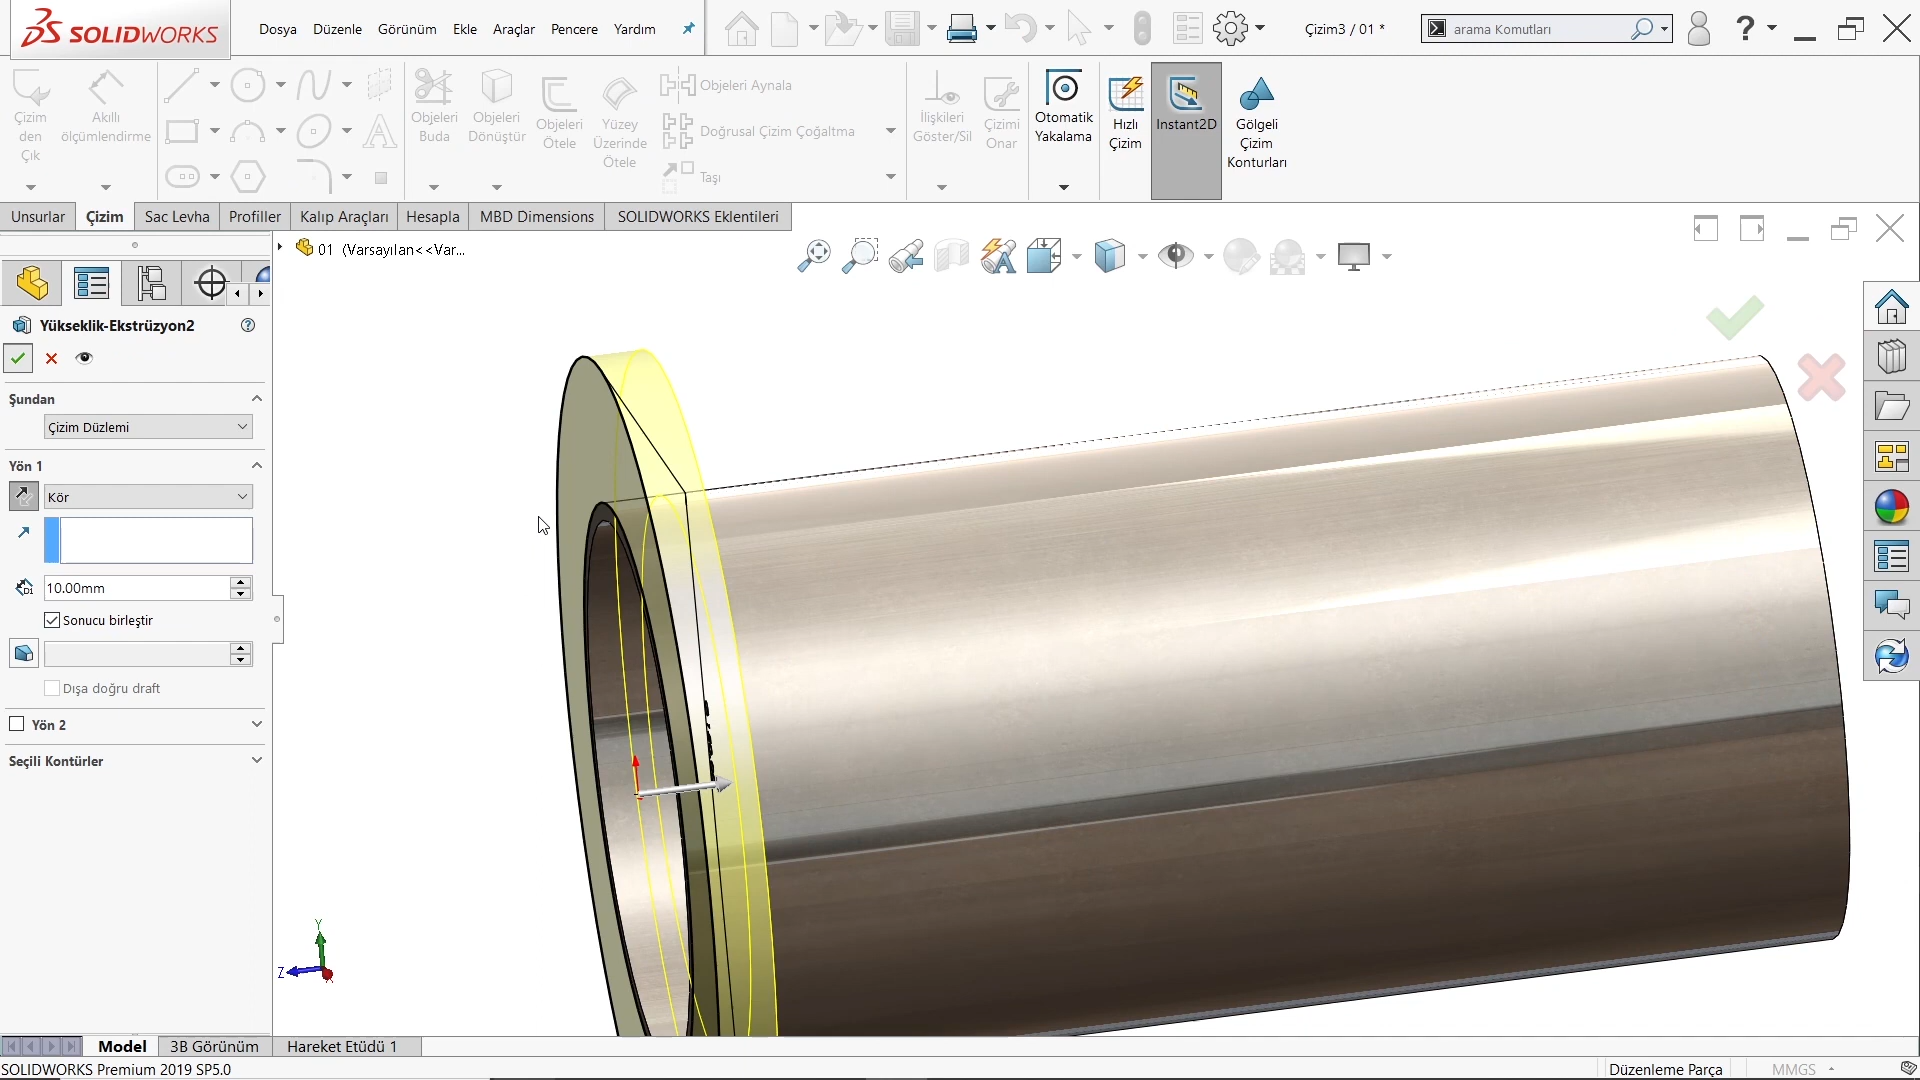 SOLIDWORKS
Dosya Düzenle Görünüm Ekle Araçlar Pencere Yardım
Çizim3 / 01 *
arama Komutları
Çizim den Çık
Akıllı ölçümlendirme
Objeleri Buda
Objeleri Dönüştür
Objeleri Ötele
Yüzey Üzerinde Ötele
Objeleri Aynala
Doğrusal Çizim Çoğaltma
Taşı
İlişkileri Göster/Sil
Çizimi Onar
Otomatik Yakalama
Hızlı Çizim
Instant2D
Gölgeli Çizim Konturları
Unsurlar Çizim Sac Levha Profiller Kalıp Araçları Hesapla MBD Dimensions SOLIDWORKS Eklentileri
01 (Varsayılan<<Var...
Yükseklik-Ekstrüzyon2
Şundan
Çizim Düzlemi
Yön 1
Kör
D1
10.00mm
Sonucu birleştir
Dışa doğru draft
Yön 2
Seçili Kontürler
Y
Z
X
Model 3B Görünüm Hareket Etüdü 1
SOLIDWORKS Premium 2019 SP5.0
Düzenleme Parça
MMGS